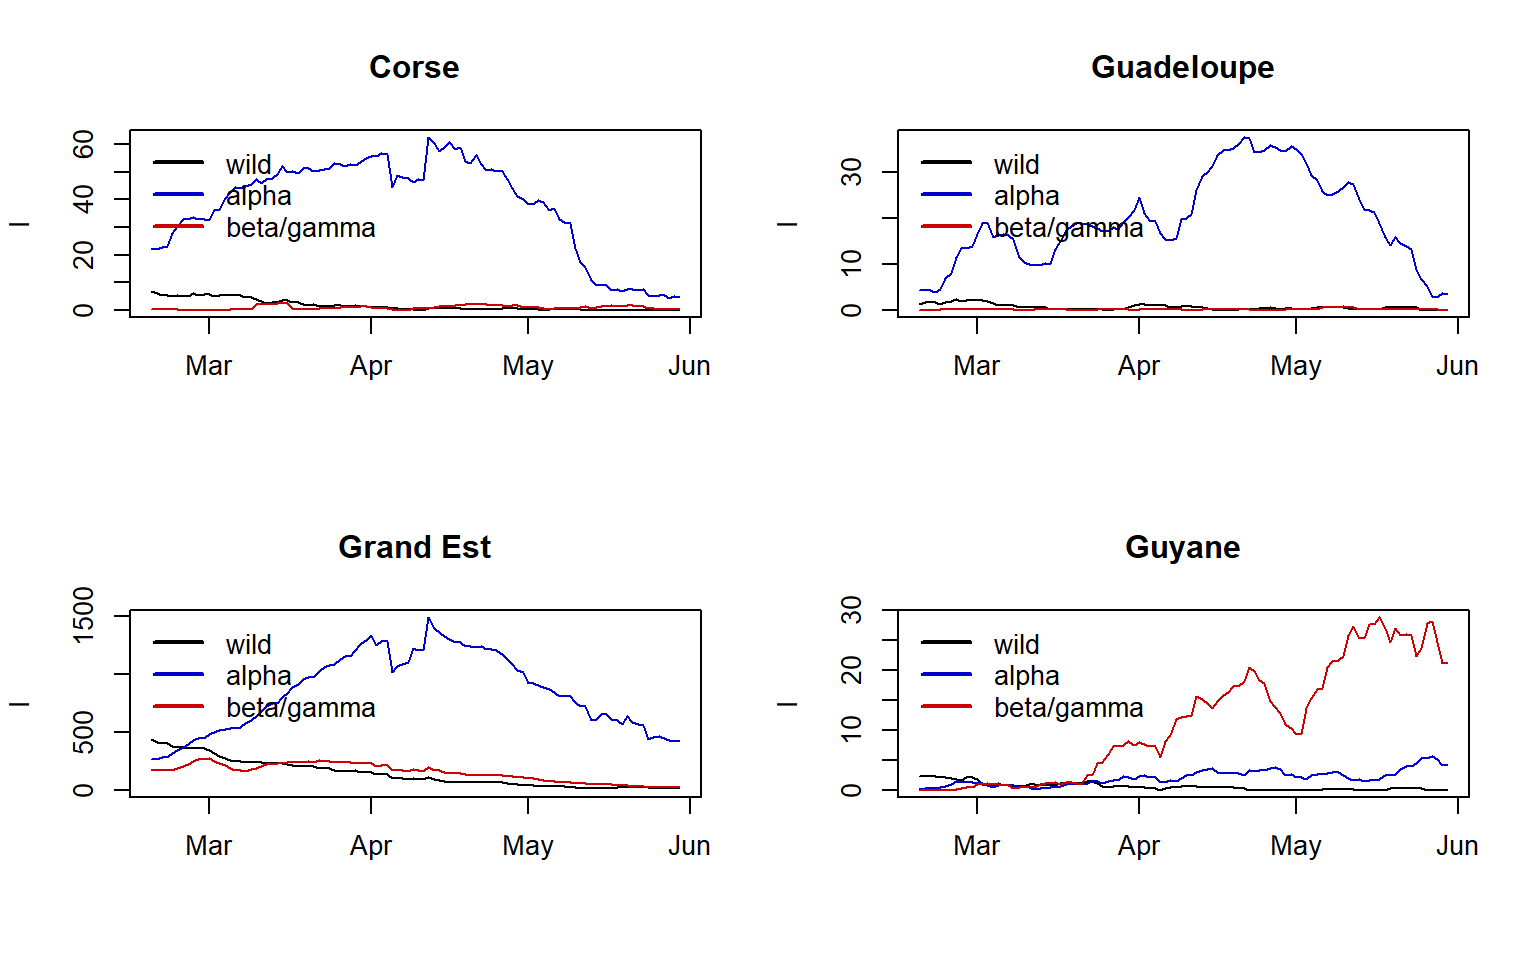 Corse
I
60
40
20
0
wild
alpha
beta/gamma
Mar Apr May Jun
Guadeloupe
I
30
10
0
wild
alpha
beta/gamma
Mar Apr May Jun
Grand Est
I
1500
500
0
wild
alpha
beta/gamma
Mar Apr May Jun
Guyane
I
30
20
10
0
wild
alpha
beta/gamma
Mar Apr May Jun